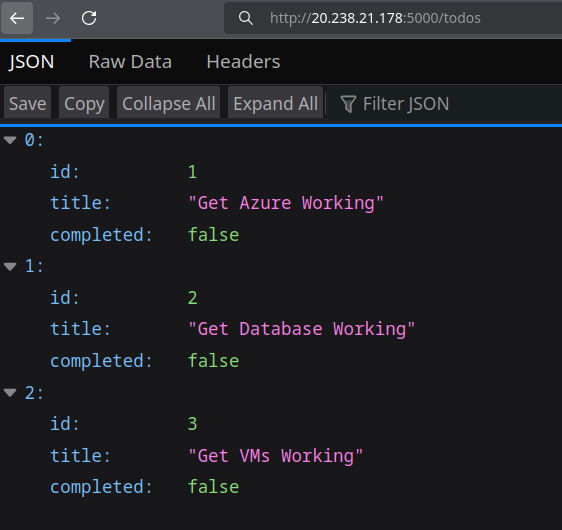 http://20.238.21.178:5000/todos
JSON Raw Data Headers
Save Copy Collapse All Expand All Filter JSON
0:
id: 1
title: "Get Azure Working"
completed: false
1:
id: 2
title: "Get Database Working"
completed: false
2:
id: 3
title: "Get VMs Working"
completed: false